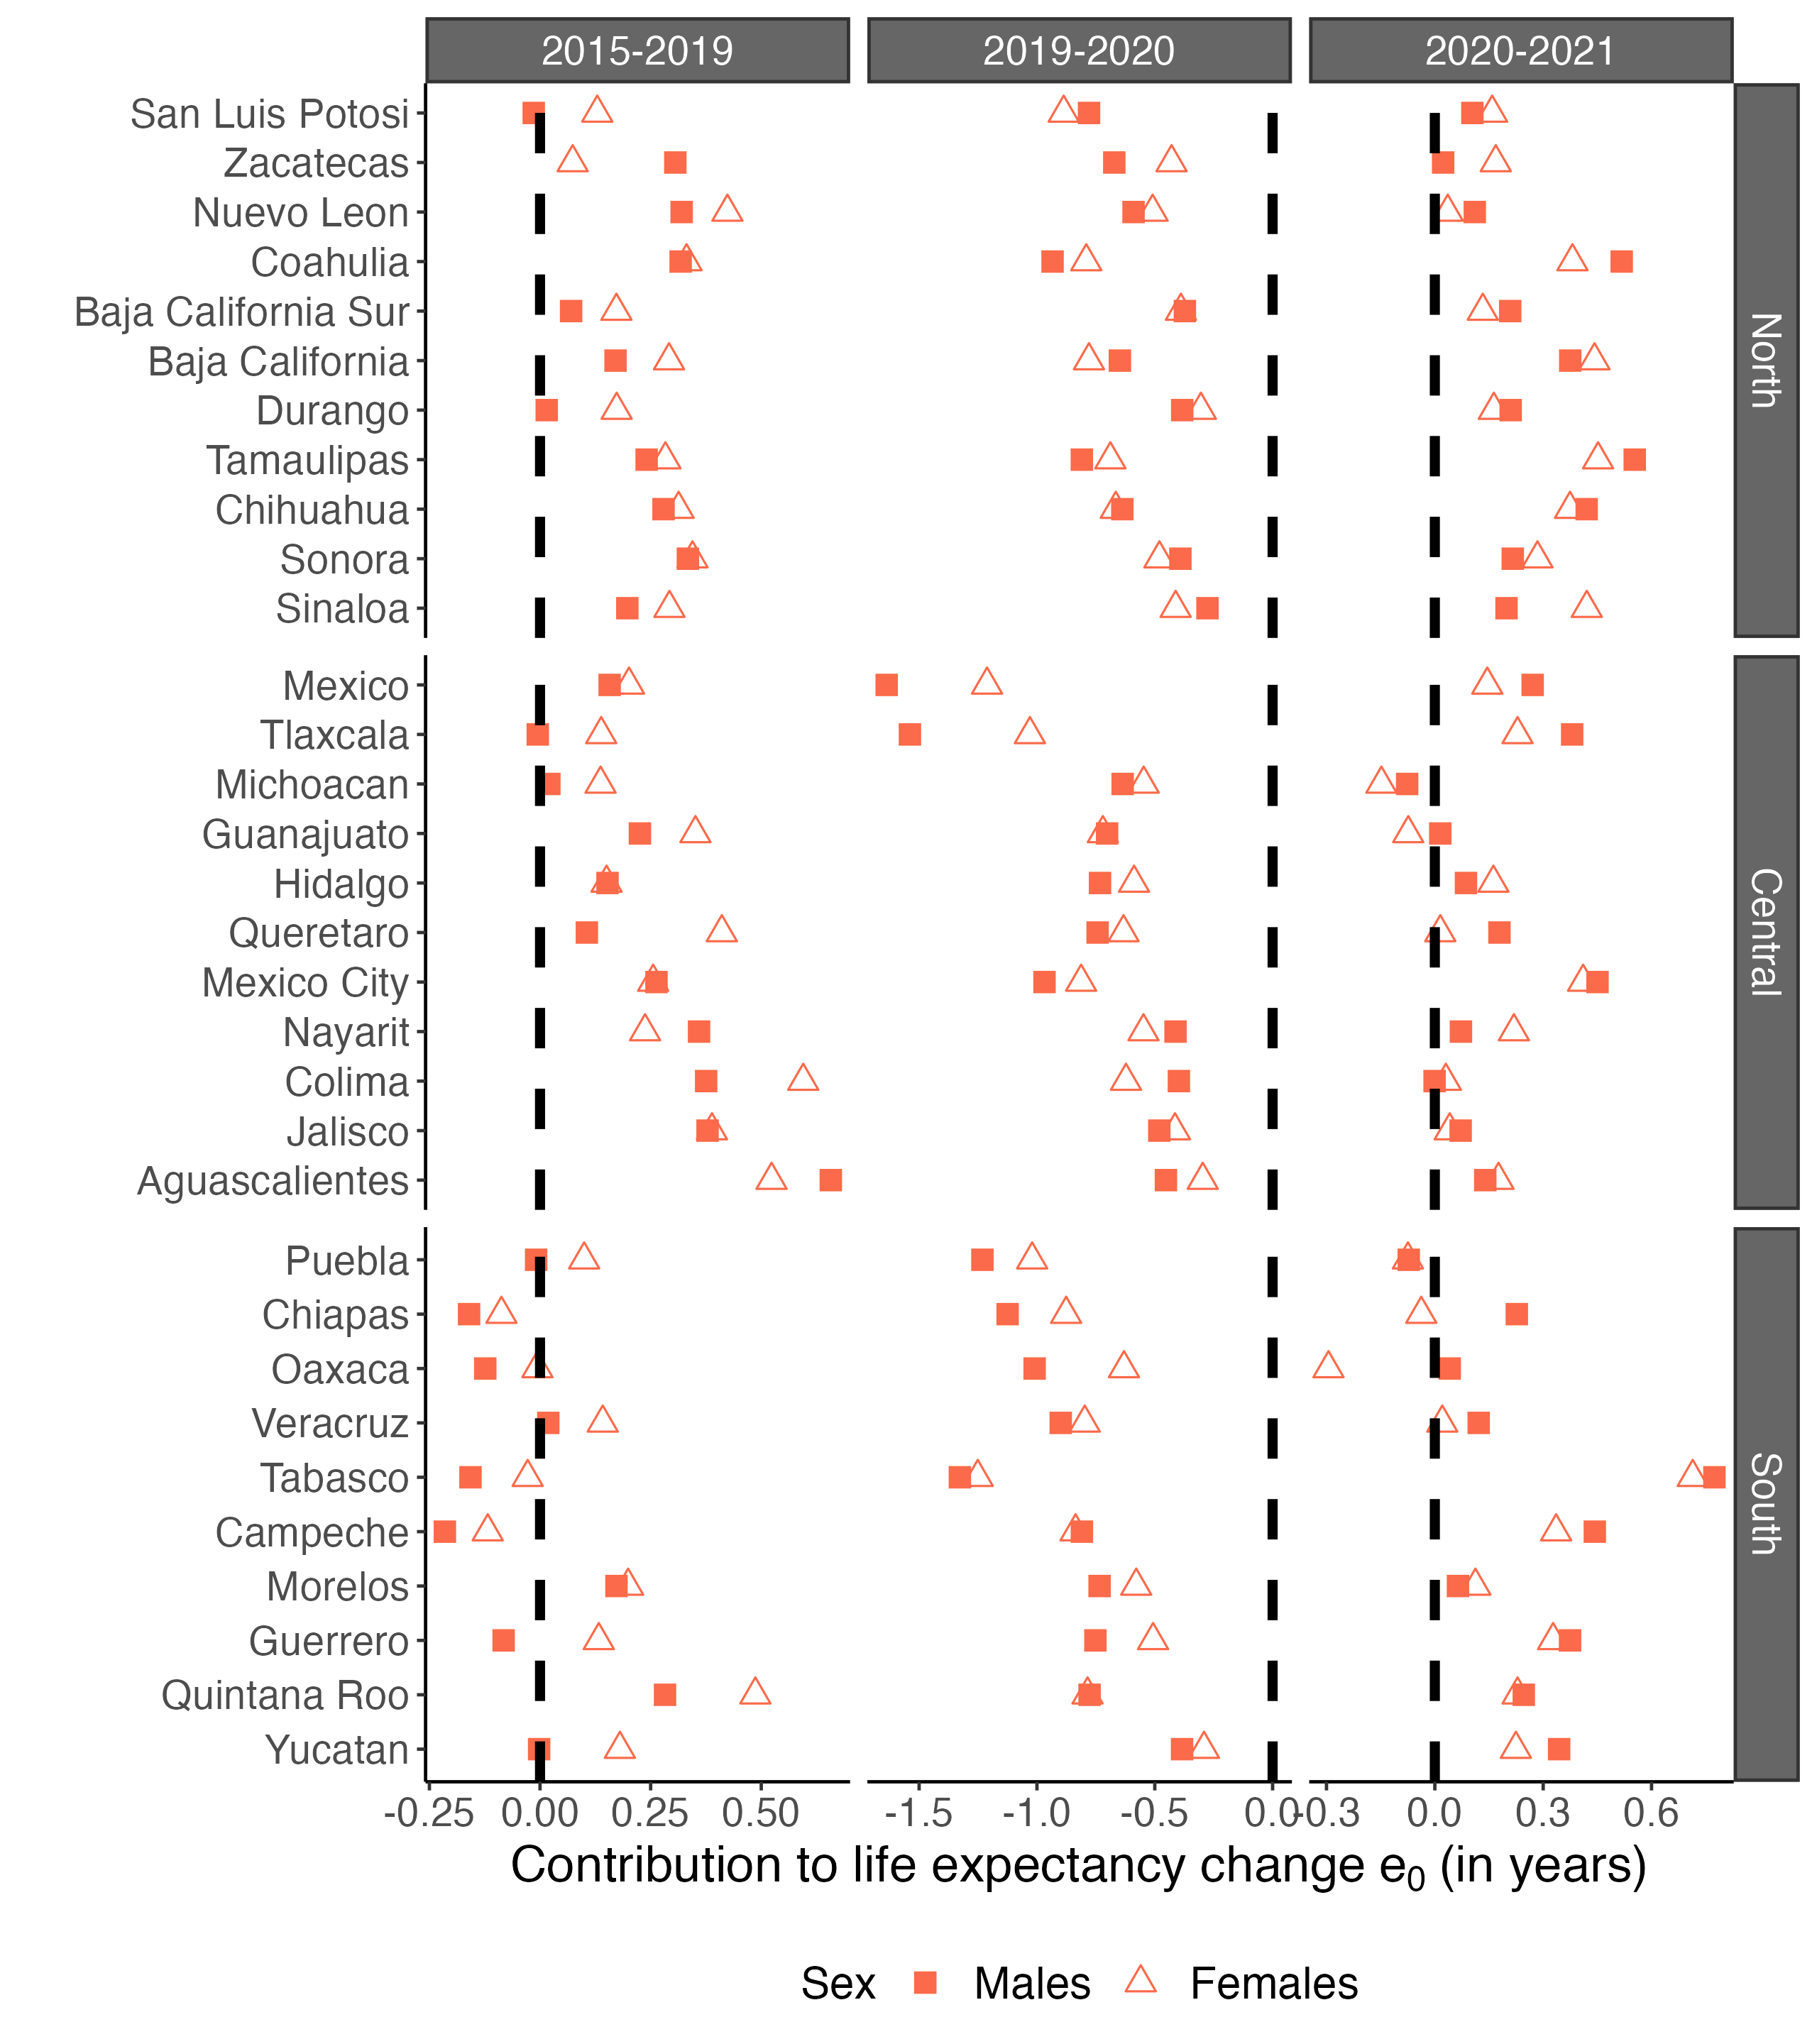 2015-2019 2019-2020 2020-2021
San Luis Potosi
Zacatecas
Nuevo Leon
Coahulia
Baja California Sur
Baja California
Durango
Tamaulipas
Chihuahua
Sonora
Sinaloa
North
Mexico
Tlaxcala
Michoacan
Guanajuato
Hidalgo
Queretaro
Mexico City
Nayarit
Colima
Jalisco
Aguascalientes
Central
Puebla
Chiapas
Oaxaca
Veracruz
Tabasco
Campeche
Morelos
Guerrero
Quintana Roo
Yucatan
South
-0.25 0.00 0.25 0.50 -1.5 -1.0 -0.5 0.0 -0.3 0.0 0.3 0.6
Contribution to life expectancy change e₀ (in years)
Sex Males Females